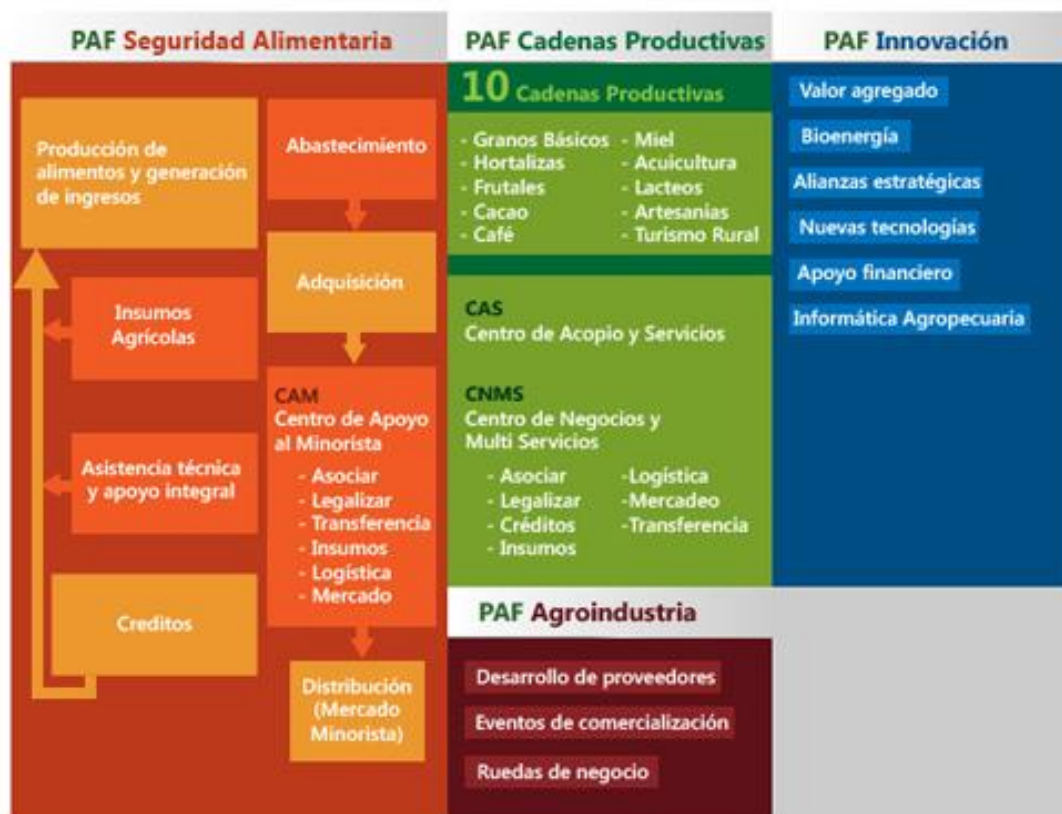 PAF Seguridad Alimentaria
Producción de
alimentos y generación
de ingresos
Insumos
Agrícolas
Asistencia técnica
y apoyo integral
Creditos
Abastecimiento
Adquisición
CAM
Centro de Apoyo
al Minorista
- Asociar
- Legalizar
- Transferencia
- Insumos
- Logística
- Mercado
Distribución
(Mercado
Minorista)
PAF Cadenas Productivas
10 Cadenas Productivas
- Granos Básicos
- Hortalizas
- Frutales
- Cacao
- Café
- Miel
- Acuicultura
- Lacteos
- Artesanias
- Turismo Rural
CAS
Centro de Acopio y Servicios
CNMS
Centro de Negocios y
Multi Servicios
- Asociar
- Legalizar
- Créditos
- Insumos
-Logística
-Mercadeo
-Transferencia
PAF Agroindustria
Desarrollo de proveedores
Eventos de comercialización
Ruedas de negocio
PAF Innovación
Valor agregado
Bioenergía
Alianzas estratégicas
Nuevas tecnologías
Apoyo financiero
Informática Agropecuaria